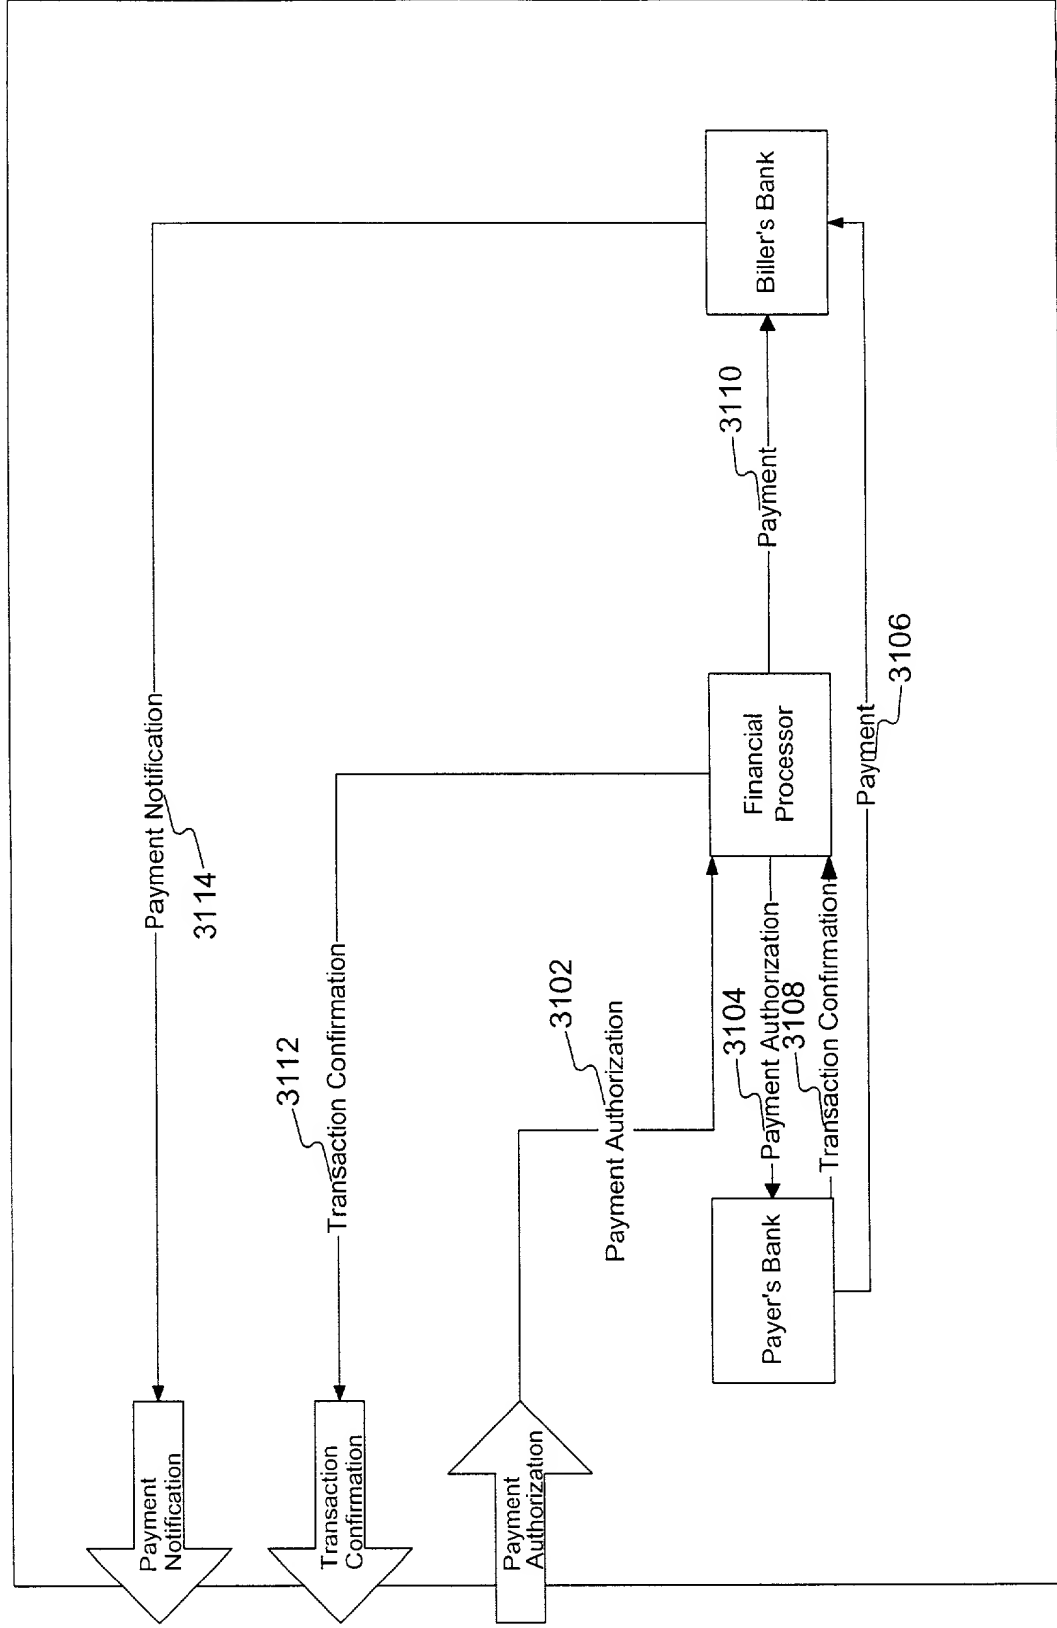 Payment
Notification
Payment Notification
3114
Transaction
Confirmation
Transaction Confirmation
3112
Payment
Authorization
Payment Authorization
3102
Payer's Bank
Payment Authorization
3104
Transaction Confirmation
3108
Financial
Processor
Payment
3110
Biller's Bank
Payment
3106